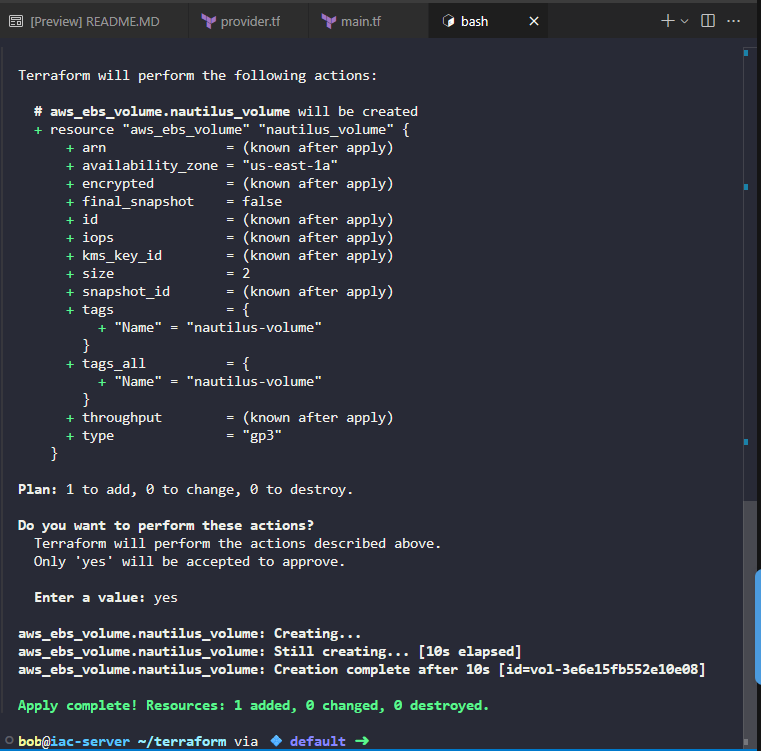 [Preview] README.MD
provider.tf
main.tf
bash
Terraform will perform the following actions:
# aws_ebs_volume.nautilus_volume will be created
+ resource "aws_ebs_volume" "nautilus_volume" {
+ arn = (known after apply)
+ availability_zone = "us-east-1a"
+ encrypted = (known after apply)
+ final_snapshot = false
+ id = (known after apply)
+ iops = (known after apply)
+ kms_key_id = (known after apply)
+ size = 2
+ snapshot_id = (known after apply)
+ tags = {
+ "Name" = "nautilus-volume"
}
+ tags_all = {
+ "Name" = "nautilus-volume"
}
+ throughput = (known after apply)
+ type = "gp3"
}
Plan: 1 to add, 0 to change, 0 to destroy.
Do you want to perform these actions?
Terraform will perform the actions described above.
Only 'yes' will be accepted to approve.
Enter a value: yes
aws_ebs_volume.nautilus_volume: Creating...
aws_ebs_volume.nautilus_volume: Still creating... [10s elapsed]
aws_ebs_volume.nautilus_volume: Creation complete after 10s [id=vol-3e6e15fb552e10e08]
Apply complete! Resources: 1 added, 0 changed, 0 destroyed.
bob@iac-server ~/terraform via default →